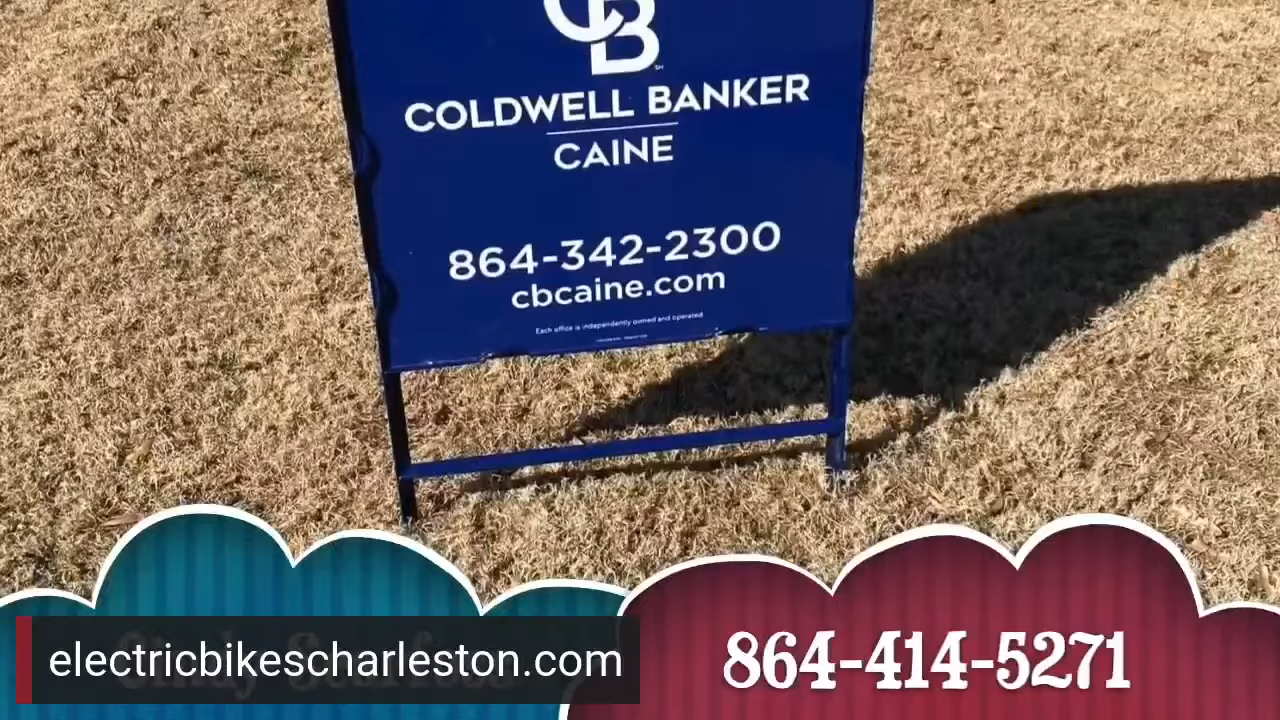 CB
COLDWELL BANKER
CAINE
864-342-2300
cbcaine.com
Each office is independently owned and operated.
electricbikescharleston.com
864-414-5271